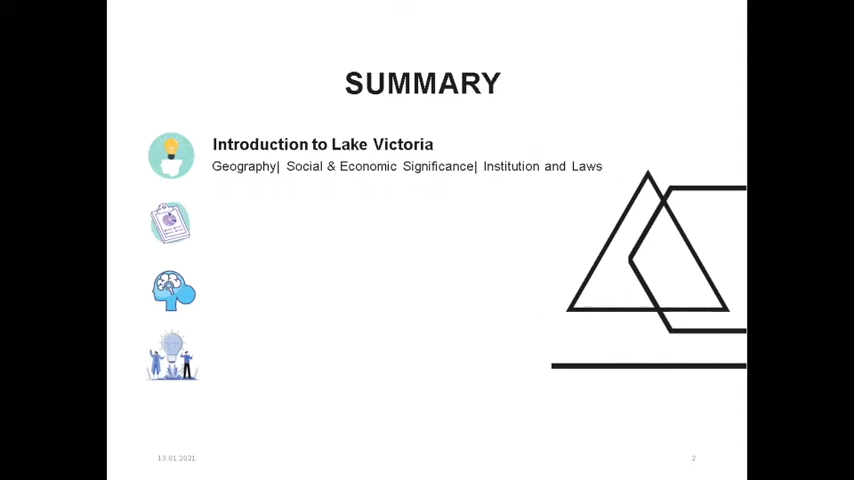 SUMMARY
Introduction to Lake Victoria
Geography| Social & Economic Significance| Institution and Laws
13.01.2021
2